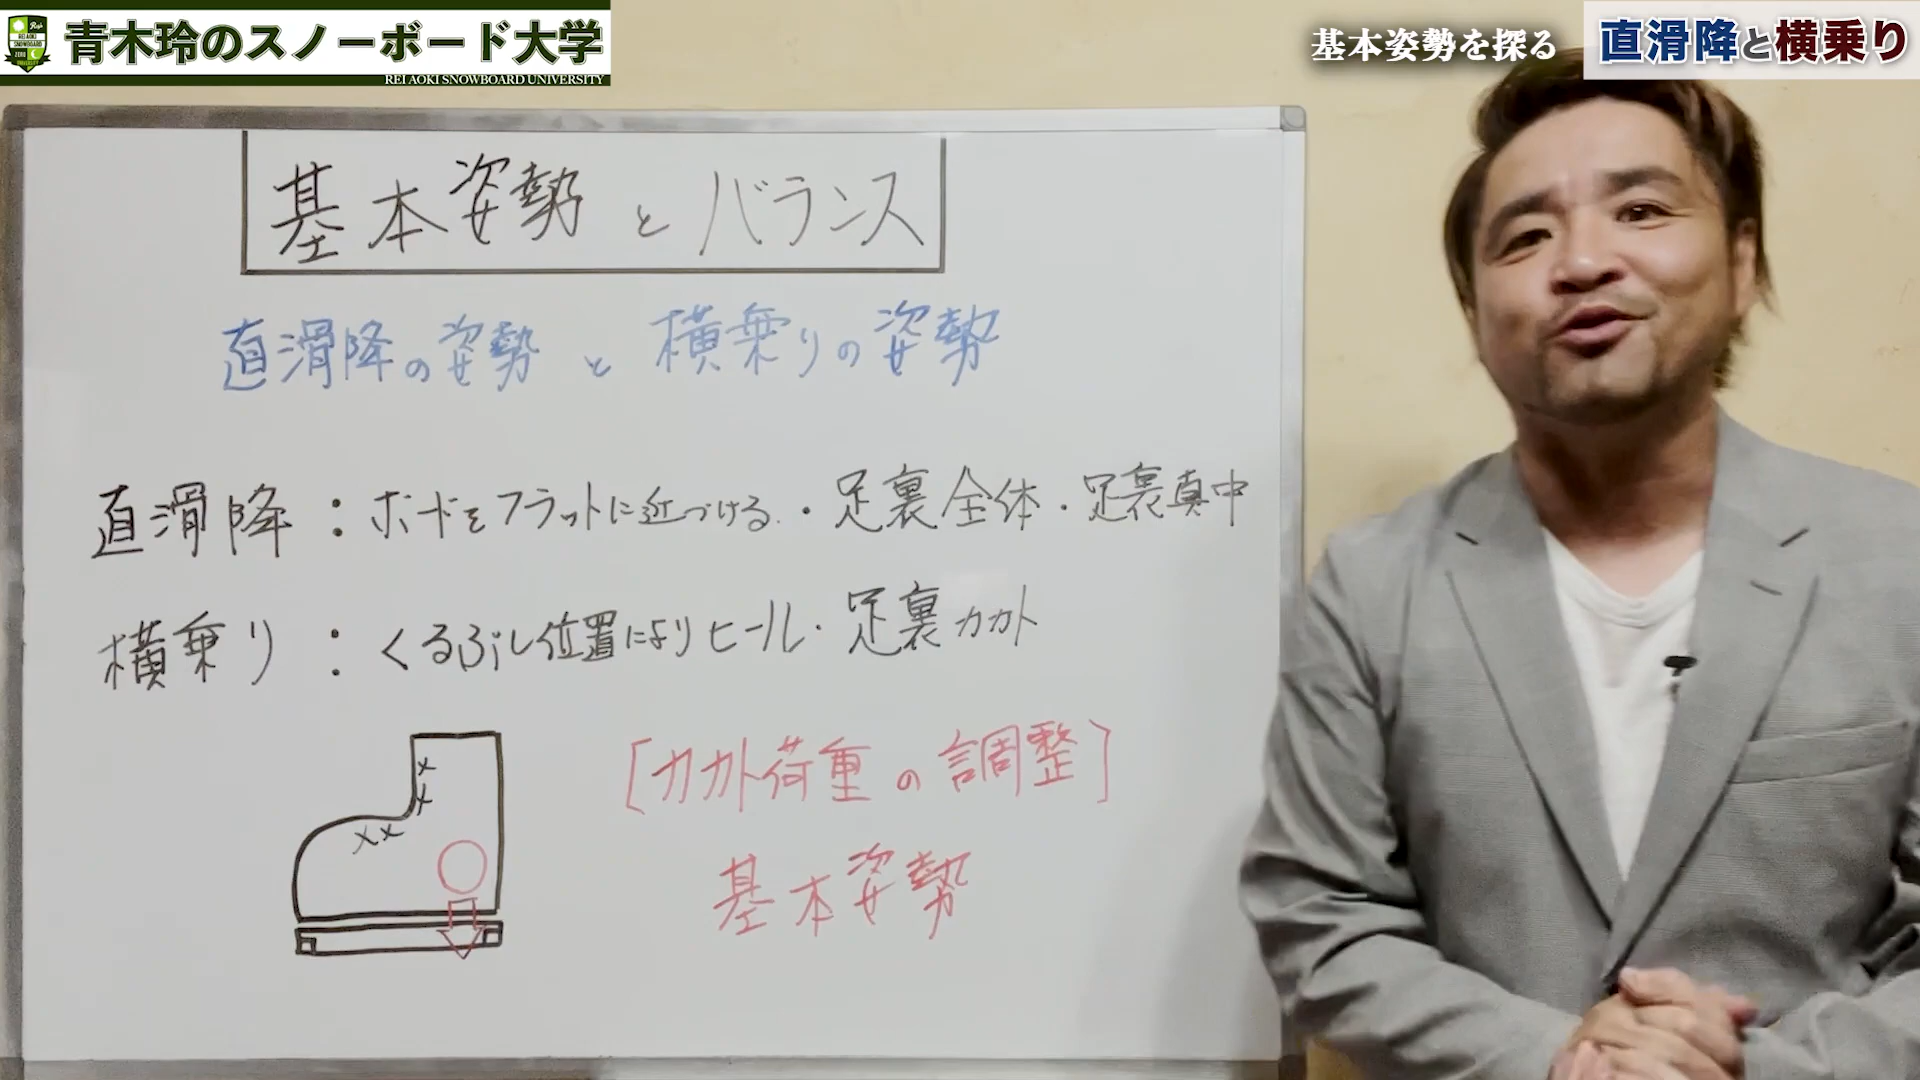 青木玲のスノーボード大学
REI AOKI SNOWBOARD UNIVERSITY
基本姿勢を探る
直滑降と横乗り
基本姿勢とバランス
直滑降の姿勢と横乗りの姿勢
直滑降：ボードをフラットに近づける・足裏全体・足裏真中
横乗り：くるぶし位置によりヒール・足裏カカト
[カカト荷重の調整]
基本姿勢